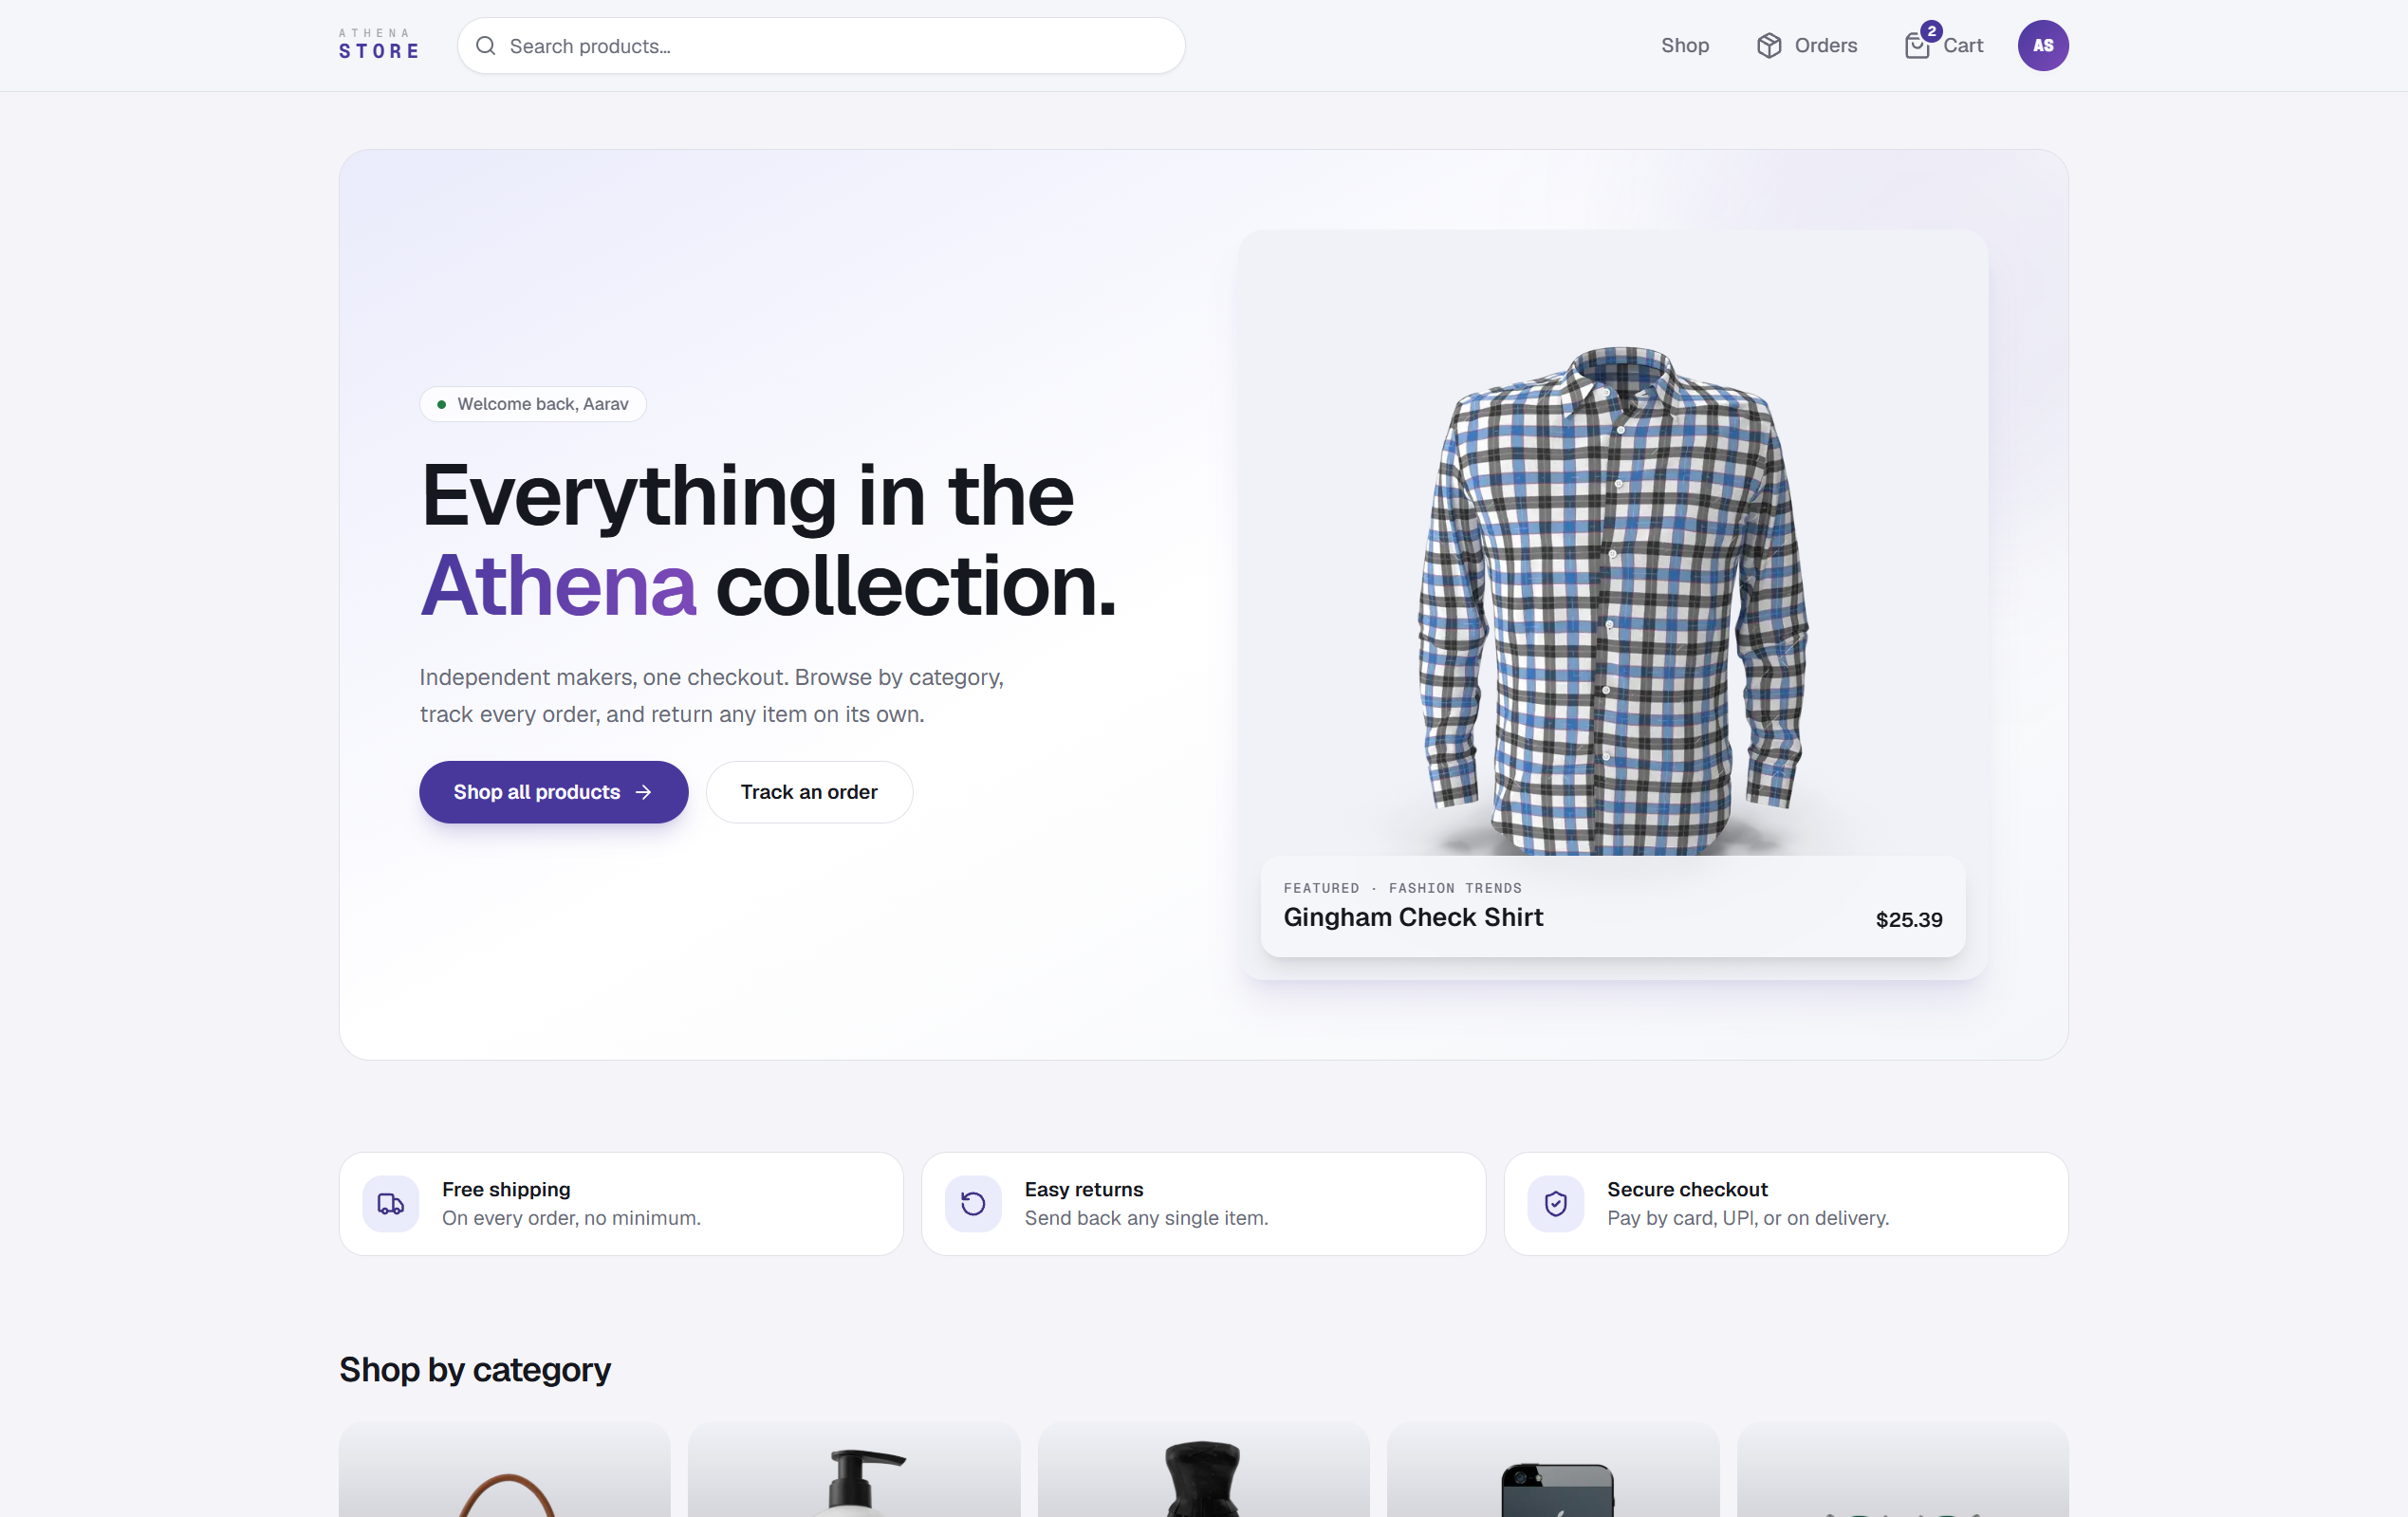 ATHENA
STORE
Search products...
Shop
Orders
2
Cart
AS
Welcome back, Aarav
Everything in the
Athena collection.
Independent makers, one checkout. Browse by category,
track every order, and return any item on its own.
Shop all products
Track an order
FEATURED · FASHION TRENDS
Gingham Check Shirt
$25.39
Free shipping
On every order, no minimum.
Easy returns
Send back any single item.
Secure checkout
Pay by card, UPI, or on delivery.
Shop by category